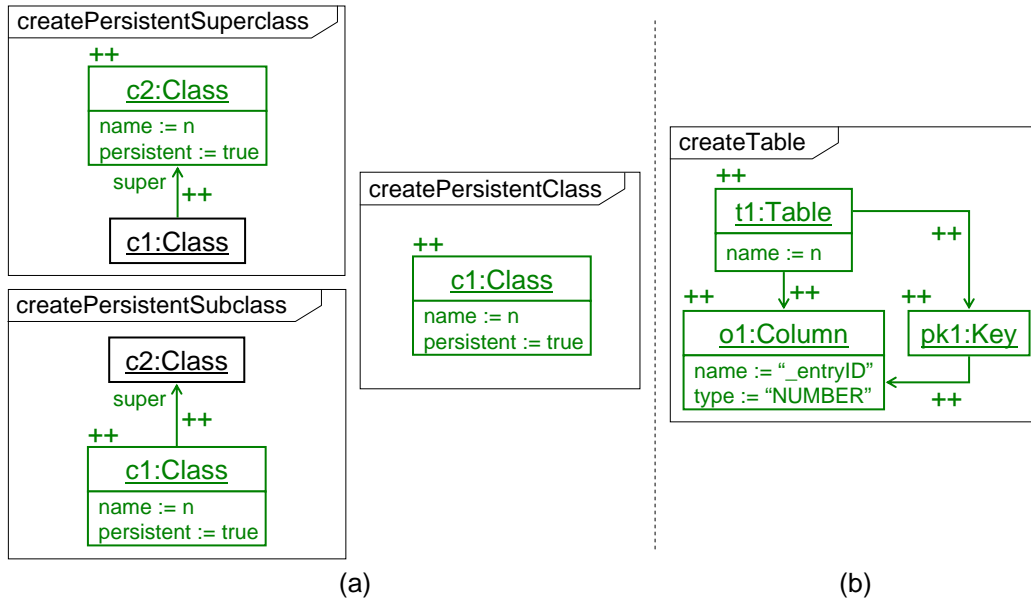 createPersistentSuperclass
++
c2:Class
name := n
persistent := true
super
++
c1:Class
createPersistentSubclass
c2:Class
super
++
++
c1:Class
name := n
persistent := true
createPersistentClass
++
c1:Class
name := n
persistent := true
(a)
createTable
++
t1:Table
name := n
++
++
++
++
o1:Column
name := “_entryID”
type := “NUMBER”
pk1:Key
++
(b)